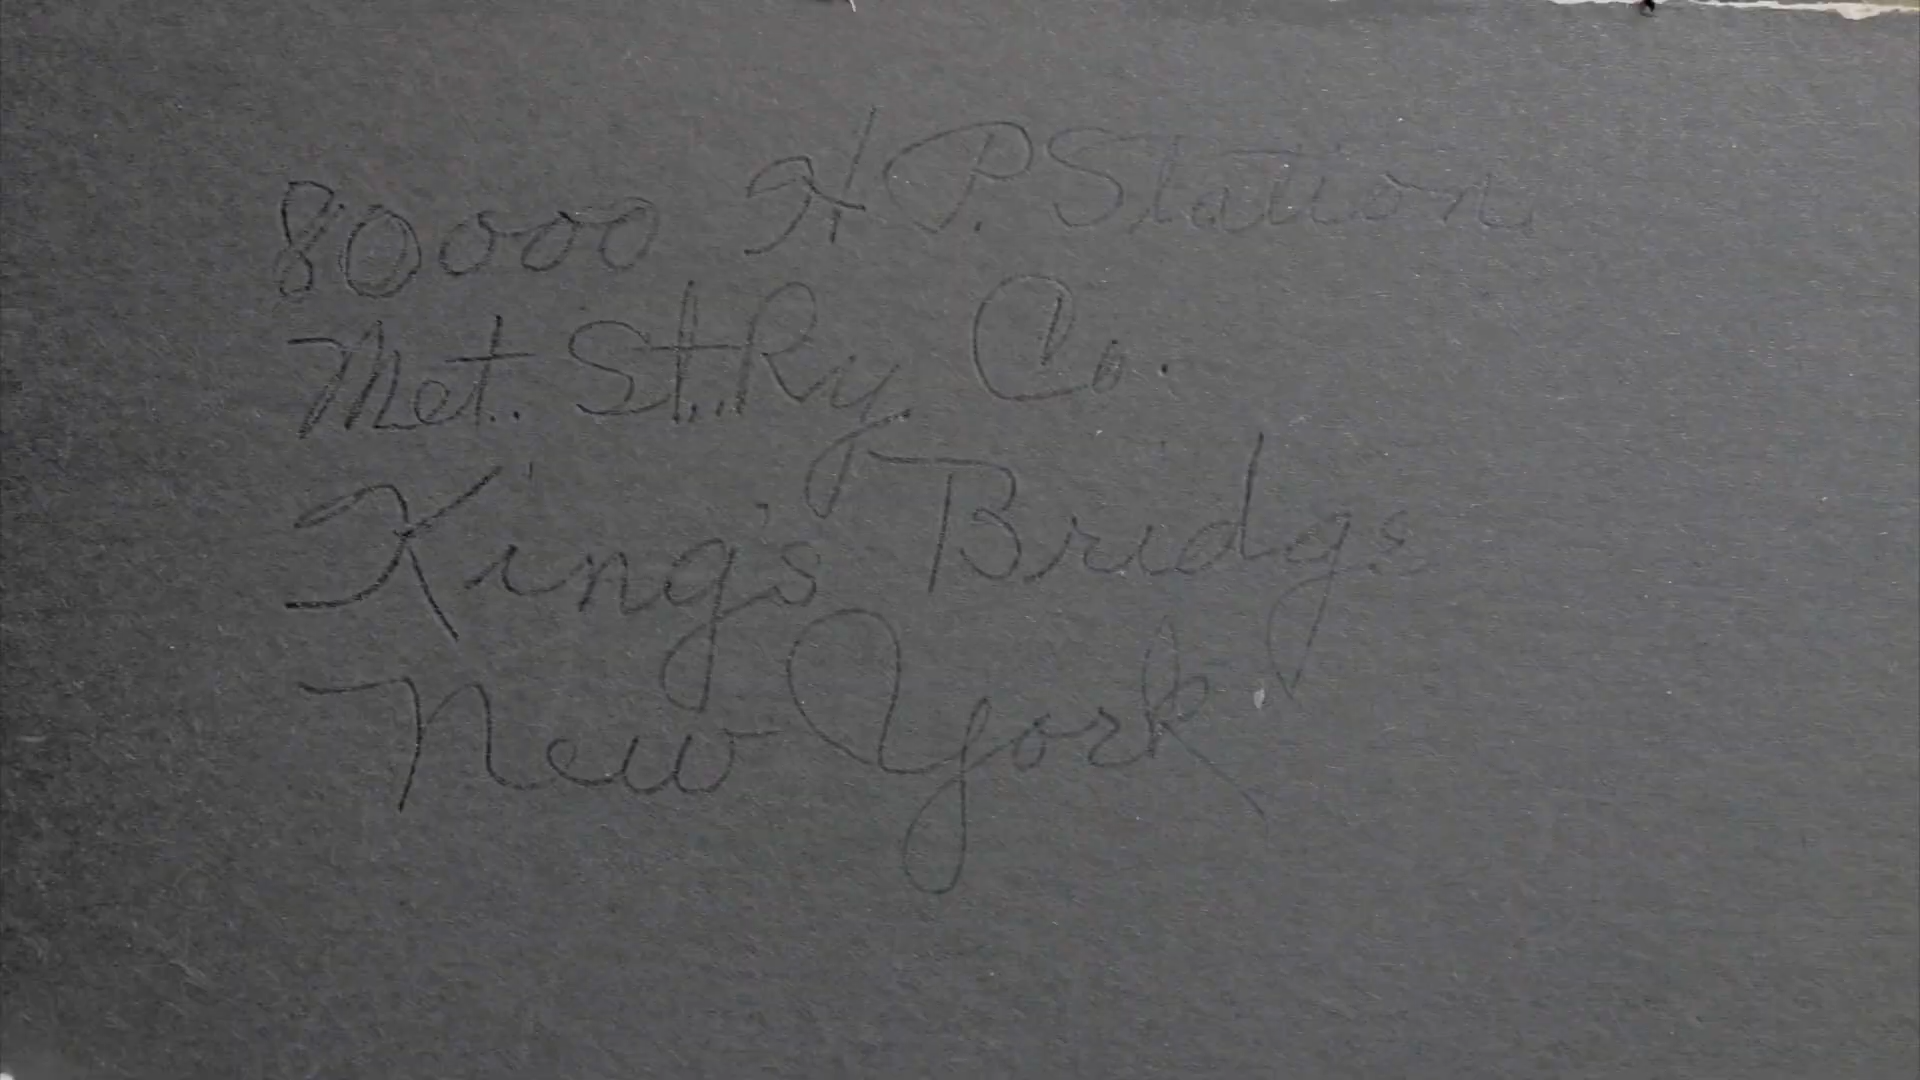 80000 H P. Station
Met. St. Ry. Co.
King's Bridge
New York